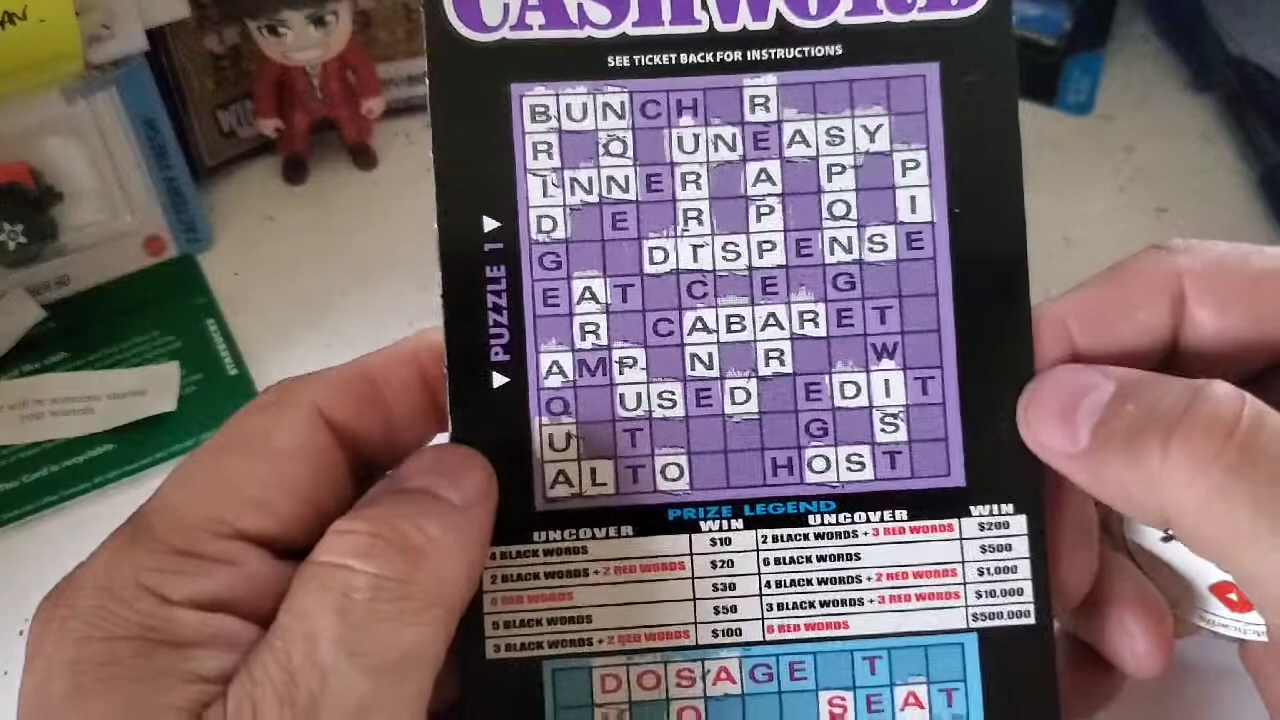 CASHWORD
SEE TICKET BACK FOR INSTRUCTIONS
PUZZLE 1
BUNCH R
R O UNEASY
INNER A P P
D E R P O I
G DISPENSE
E AT C E G
R CABARET
AMP N R W
Q USED EDIT
U T G S
ALTO HOST
PRIZE LEGEND
UNCOVER WIN UNCOVER WIN
4 BLACK WORDS $10 2 BLACK WORDS + 3 RED WORDS $200
2 BLACK WORDS + 2 RED WORDS $20 6 BLACK WORDS $500
4 RED WORDS $30 4 BLACK WORDS + 2 RED WORDS $1,000
5 BLACK WORDS $50 3 BLACK WORDS + 3 RED WORDS $10,000
3 BLACK WORDS + 2 RED WORDS $100 6 RED WORDS $500,000
DOSAGE T
SEAT